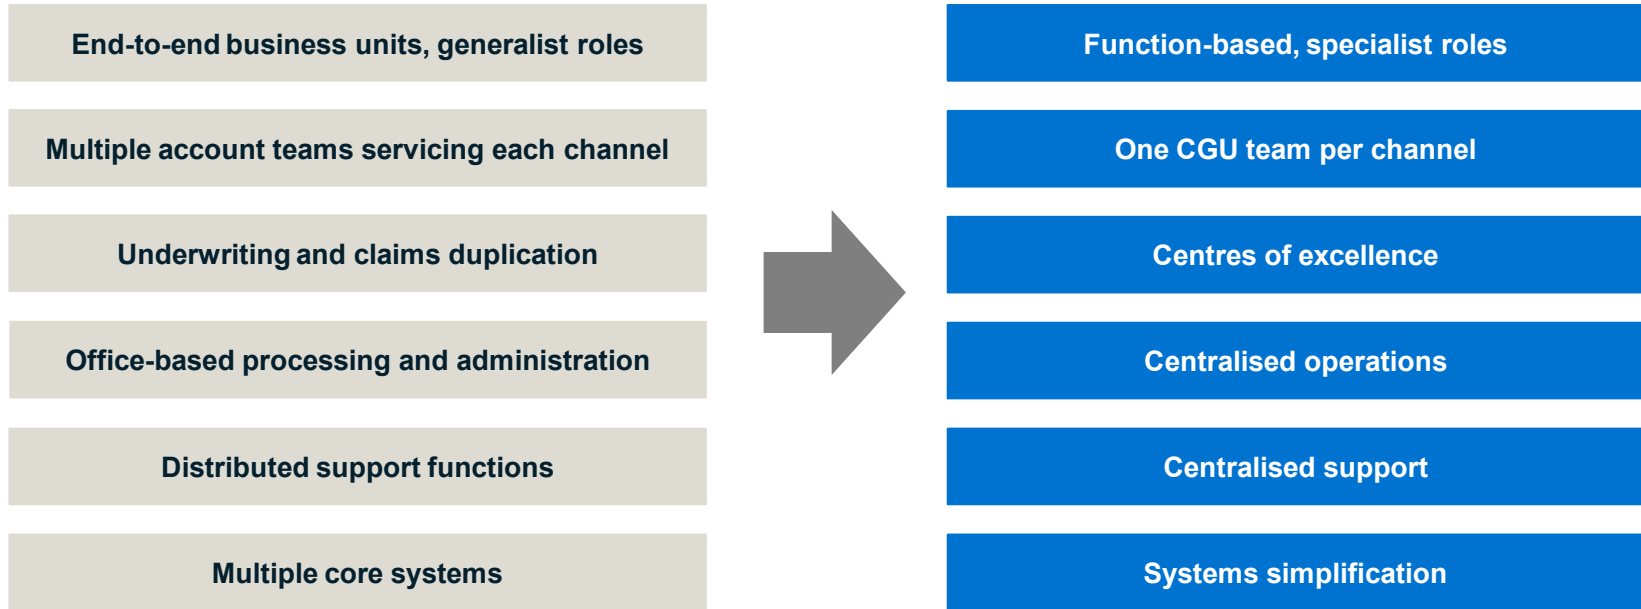 End-to-end business units, generalist roles
Function-based, specialist roles
Multiple account teams servicing each channel
One CGU team per channel
Underwriting and claims duplication
Centres of excellence
Office-based processing and administration
Centralised operations
Distributed support functions
Centralised support
Multiple core systems
Systems simplification